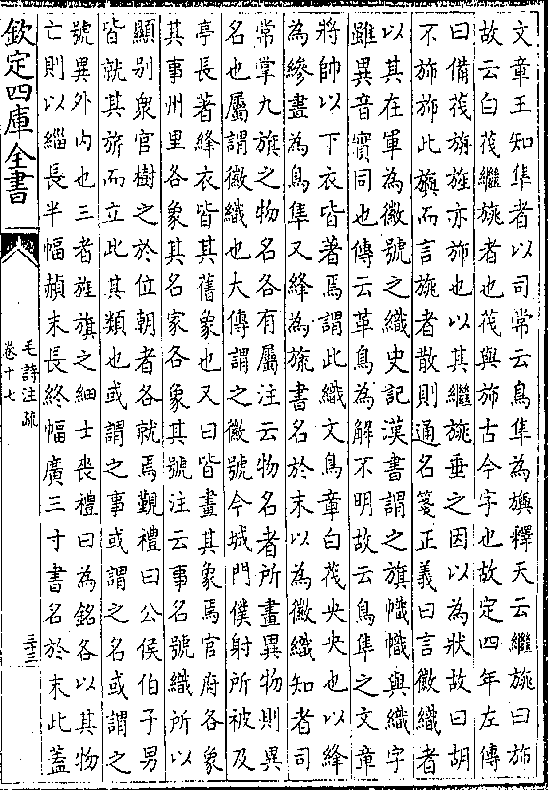 文章王知隼者以司常云鳥隼為旟釋天云繼旐曰斾
故云白茷繼旐者也茷與斾古今字也故定四年左傳
曰備茷旃旌亦斾也以其繼旐垂之因以為狀故曰胡
不斾斾此旟而言旐者散則通名箋正義曰言徽織者
以其在軍為徽號之織史記漢書謂之旗幟幟與織字
雖異音實同也傳云革鳥為解不明故云鳥隼之文章
將帥以下衣皆著焉謂此織文鳥章白茷央央也以絳
為縿畫為鳥隼又絳為旐書名於末以為徽織知者司
常掌九旗之物名各有屬注云物名者所畫異物則異
名也屬謂徽織也大傳謂之徽號今城門僕射所被及
亭長著絳衣皆其舊象也又曰皆畫其象焉官府各象
其事州里各象其名家各象其號注云事名號織所以
顯别衆官樹之於位朝者各就焉覲禮曰公侯伯子男
皆就其旂而立此其類也或謂之事或謂之名或謂之
號異外内也三者旌旗之細士喪禮曰為銘各以其物
亡則以緇長半幅赬末長終幅廣三寸書名於末此蓋
欽定四庫全書
毛詩注疏
卷十七
三十三